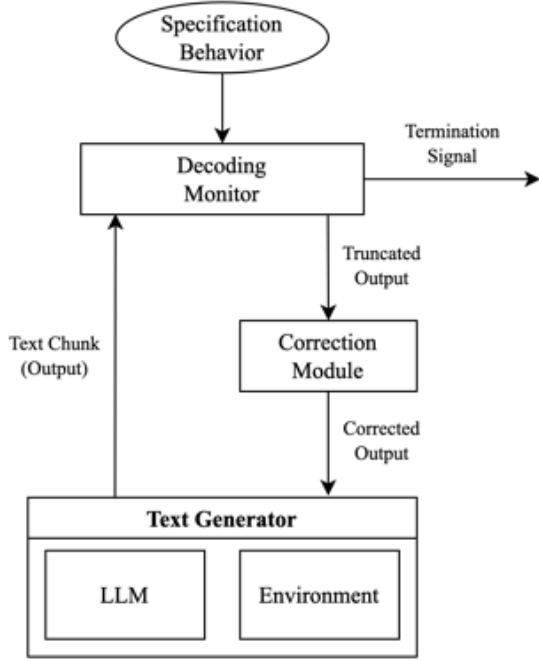 Specification
Behavior
Decoding
Monitor
Termination
Signal
Truncated
Output
Text Chunk
(Output)
Correction
Module
Corrected
Output
Text Generator
LLM
Environment